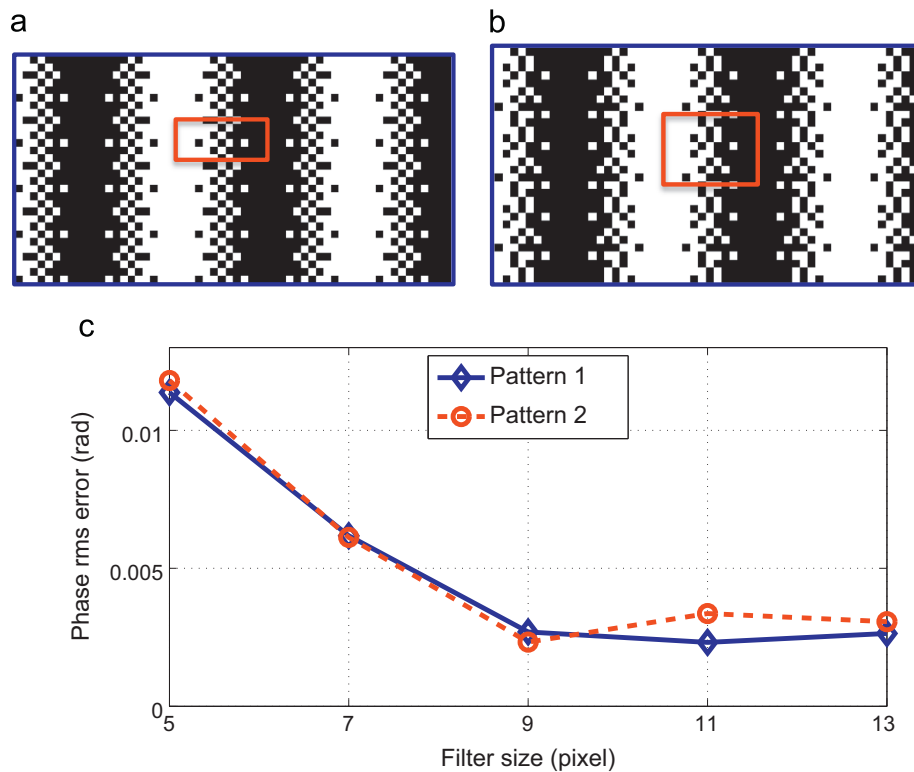 a
b
c
Pattern 1
Pattern 2
Phase rms error (rad)
0.01
0.005
0
5 7 9 11 13
Filter size (pixel)